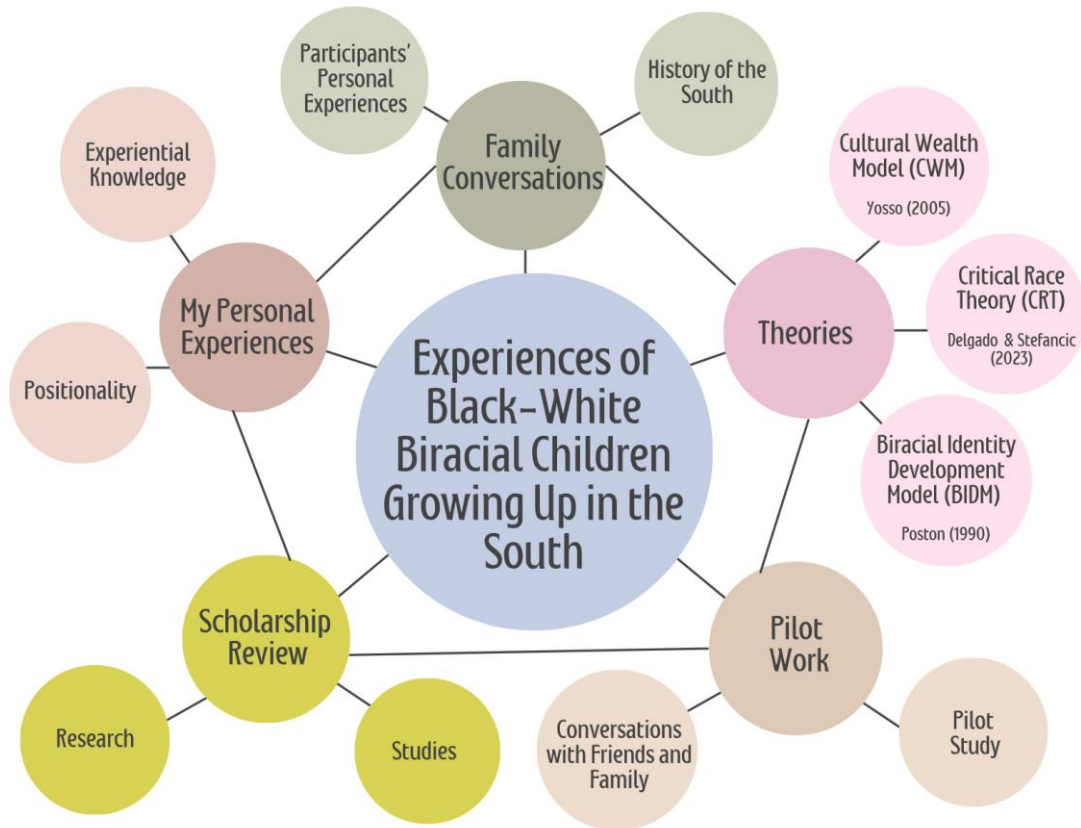 Participants'
Personal
Experiences
History of the
South
Family
Conversations
Experiential
Knowledge
Cultural Wealth
Model (CWM)
Yosso (2005)
My Personal
Experiences
Theories
Critical Race
Theory (CRT)
Delgado & Stefancic
(2023)
Positionality
Experiences of
Black-White
Biracial Children
Growing Up in the
South
Biracial Identity
Development
Model (BIDM)
Poston (1990)
Scholarship
Review
Pilot
Work
Research
Studies
Conversations
with Friends and
Family
Pilot
Study